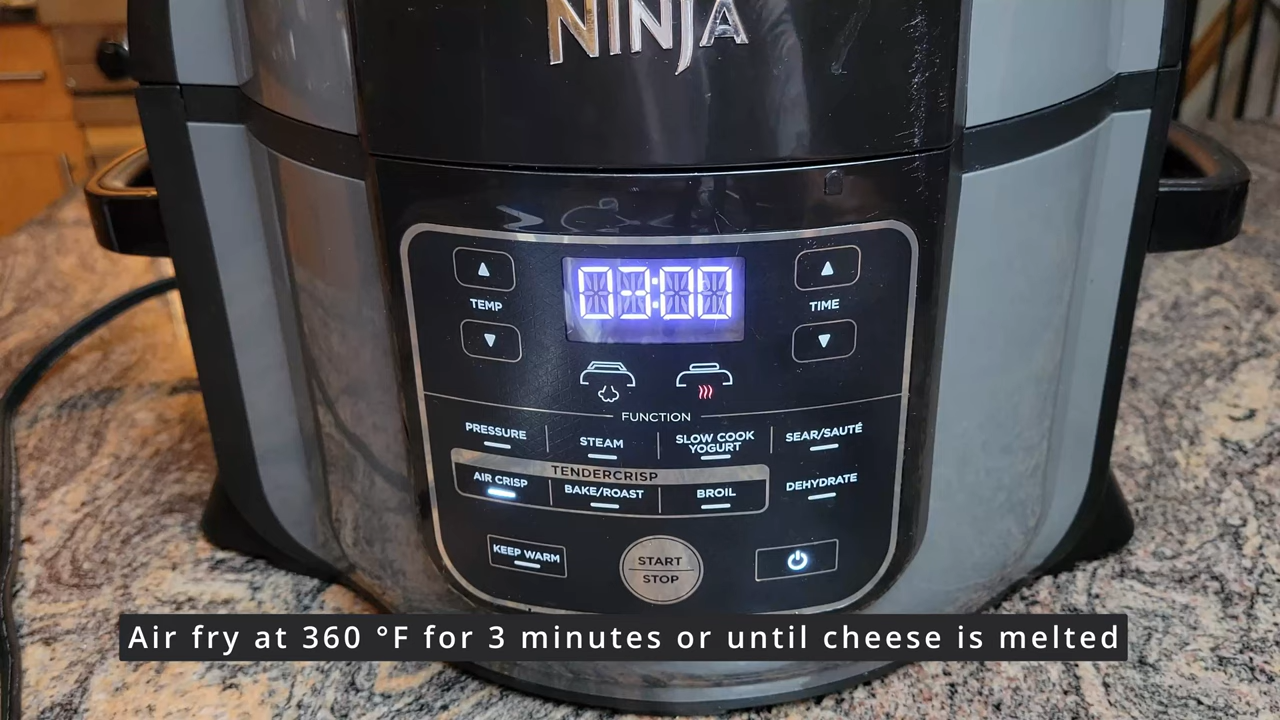 NINJA
03:00
TEMP
TIME
FUNCTION
PRESSURE
STEAM
SLOW COOK
YOGURT
SEAR/SAUTÉ
TENDERCRISP
AIR CRISP
BAKE/ROAST
BROIL
DEHYDRATE
KEEP WARM
START
STOP
Air fry at 360 °F for 3 minutes or until cheese is melted